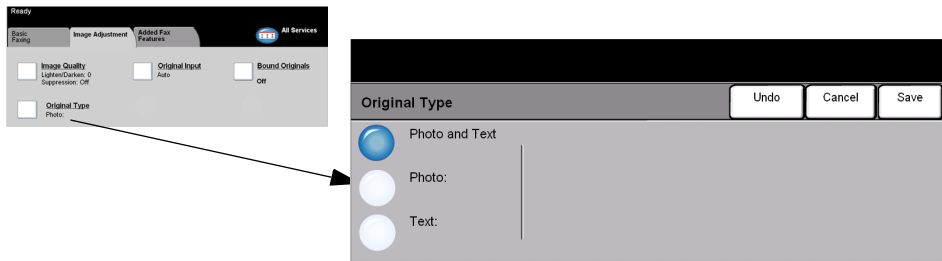 Ready
Basic
Faxing
Image Adjustment
Added Fax
Features
All Services
Image Quality
Lighten/Darken: 0
Suppression: Off
Original Input
Auto
Bound Originals
Off
Original Type
Photo:
Original Type
Undo
Cancel
Save
Photo and Text
Photo:
Text: